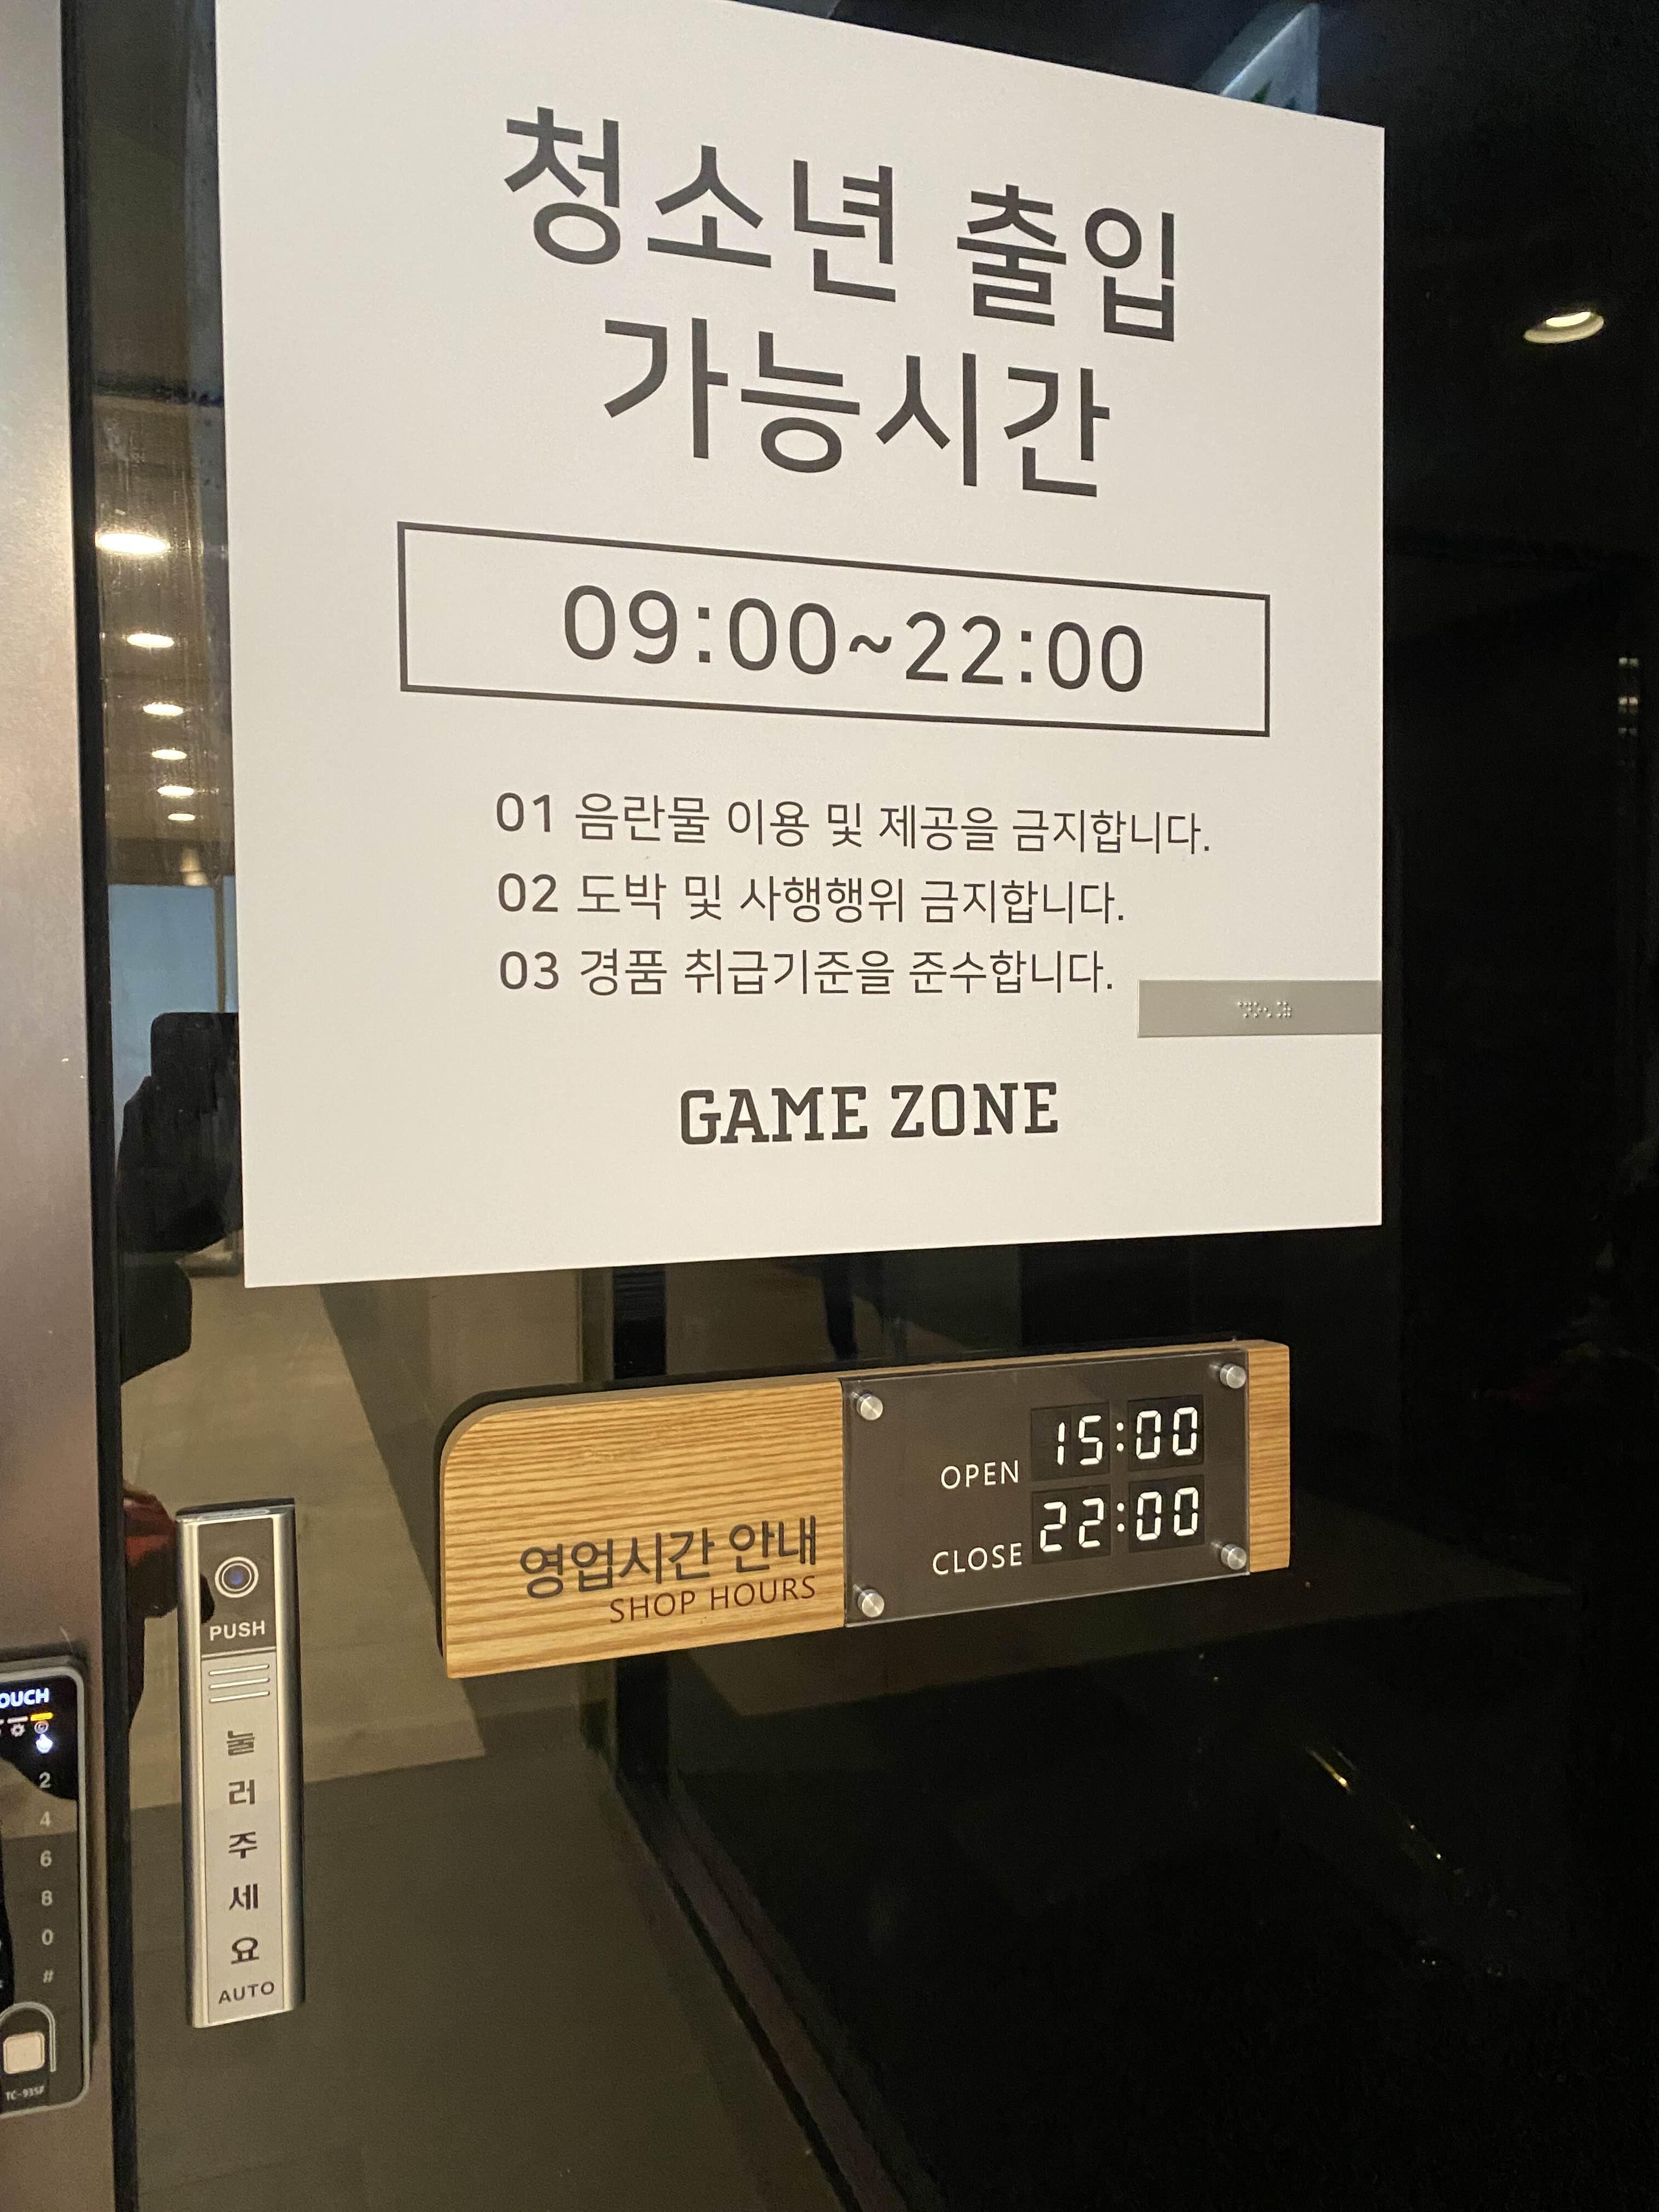 청소년 출입
가능시간
09:00~22:00
01 음란물 이용 및 제공을 금지합니다.
02 도박 및 사행행위 금지합니다.
03 경품 취급기준을 준수합니다.
GAME ZONE
영업시간 안내
SHOP HOURS
OPEN 15:00
CLOSE 22:00
PUSH
눌
러
주
세
요
AUTO
OUCH
2
4
6
8
0
#
TC-935F